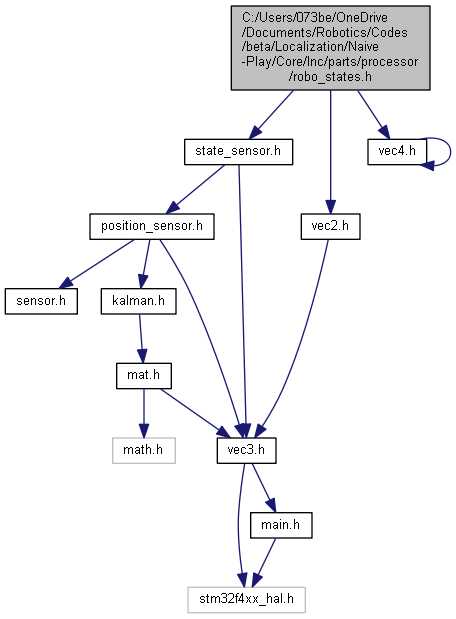 C:/Users/073be/OneDrive
/Documents/Robotics/Codes
/beta/Localization/Naive
-Play/Core/Inc/parts/processor
/robo_states.h
state_sensor.h
vec4.h
position_sensor.h
vec2.h
sensor.h
kalman.h
mat.h
math.h
vec3.h
main.h
stm32f4xx_hal.h